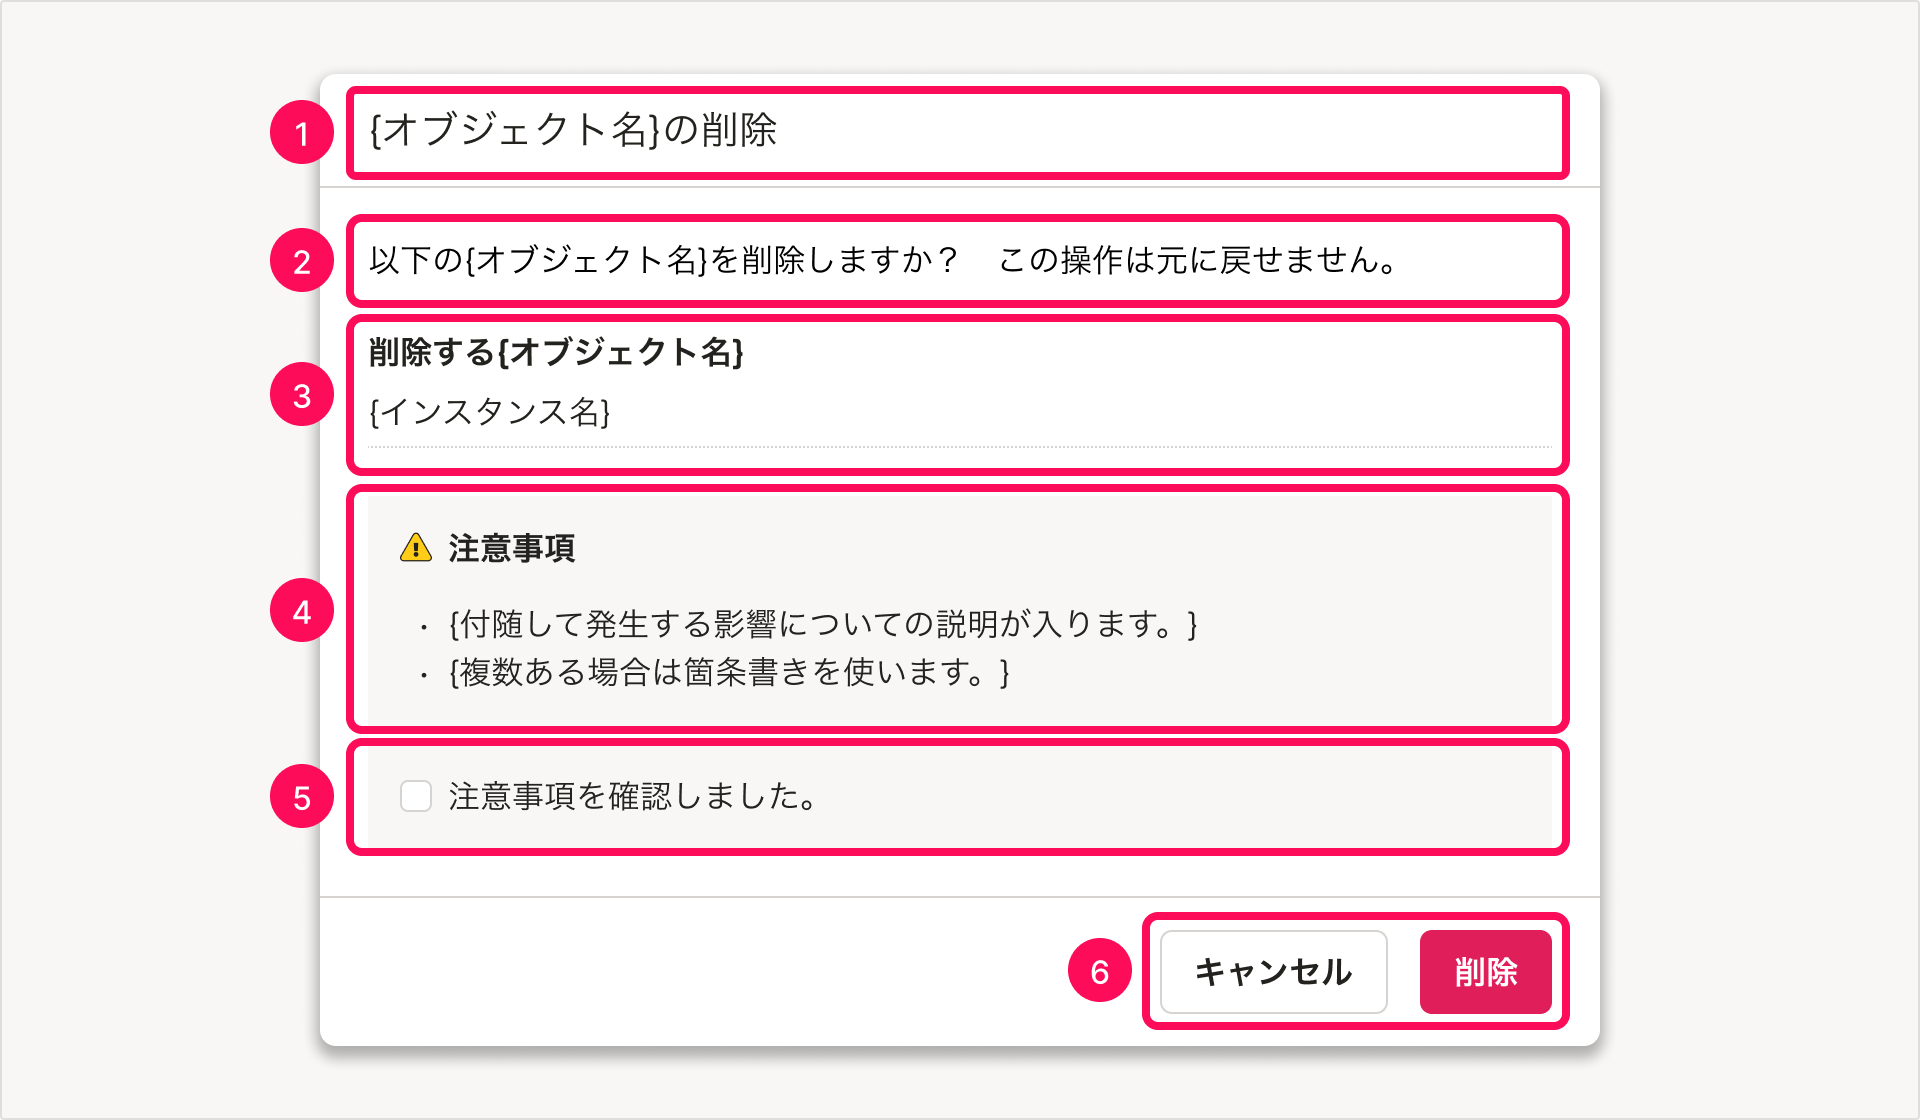 1
{オブジェクト名}の削除
2
以下の{オブジェクト名}を削除しますか？　この操作は元に戻せません。
3
削除する{オブジェクト名}
{インスタンス名}
4
注意事項
・ {付随して発生する影響についての説明が入ります。}
・ {複数ある場合は箇条書きを使います。}
5
注意事項を確認しました。
6
キャンセル
削除